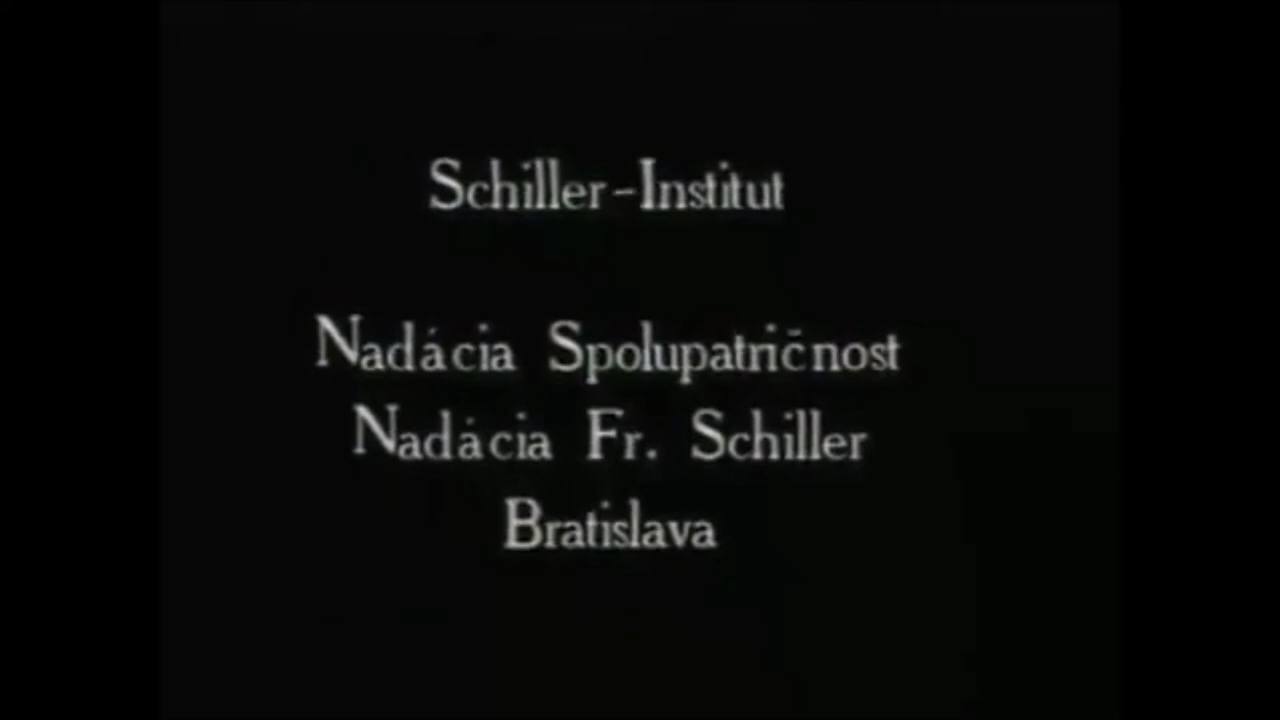 Schiller-Institut
Nadácia Spolupatričnost
Nadácia Fr. Schiller
Bratislava